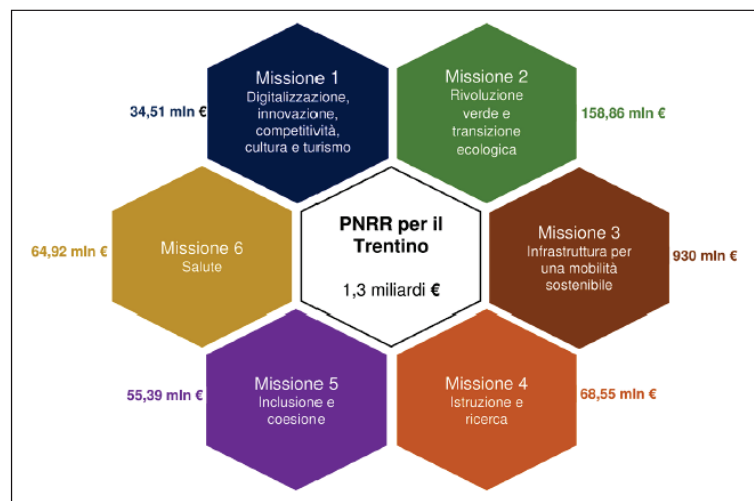 Missione 1
Digitalizzazione,
innovazione,
competitività,
cultura e turismo
34,51 mln €
Missione 2
Rivoluzione
verde e
transizione
ecologica
158,86 mln €
Missione 6
Salute
64,92 mln €
PNRR per il
Trentino
1,3 miliardi €
Missione 3
Infrastruttura per
una mobilità
sostenibile
930 mln €
Missione 5
Inclusione e
coesione
55,39 mln €
Missione 4
Istruzione e
ricerca
68,55 mln €